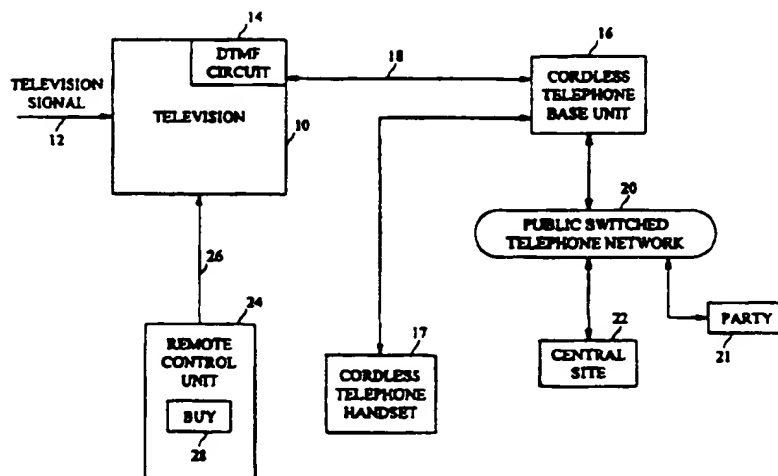 14
DTMF
CIRCUIT
TELEVISION
SIGNAL
12
TELEVISION
10
18
16
CORDLESS
TELEPHONE
BASE UNIT
20
PUBLIC SWITCHED
TELEPHONE NETWORK
26
24
REMOTE
CONTROL
UNIT
BUY
28
17
CORDLESS
TELEPHONE
HANDSET
22
CENTRAL
SITE
PARTY
21